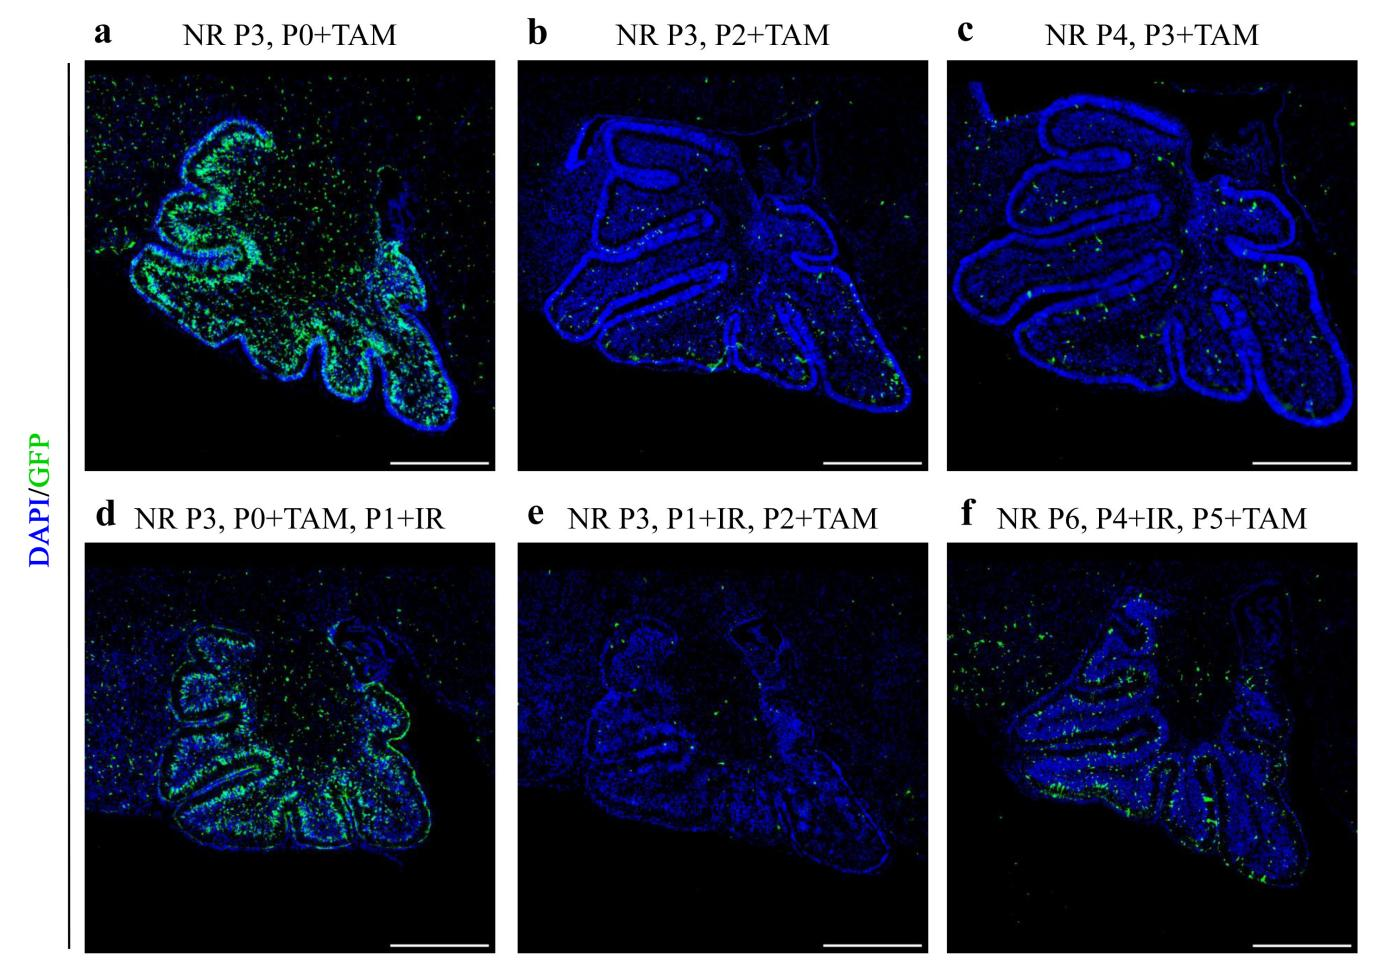 a NR P3, P0+TAM
b NR P3, P2+TAM
c NR P4, P3+TAM
DAPI/GFP
d NR P3, P0+TAM, P1+IR
e NR P3, P1+IR, P2+TAM
f NR P6, P4+IR, P5+TAM